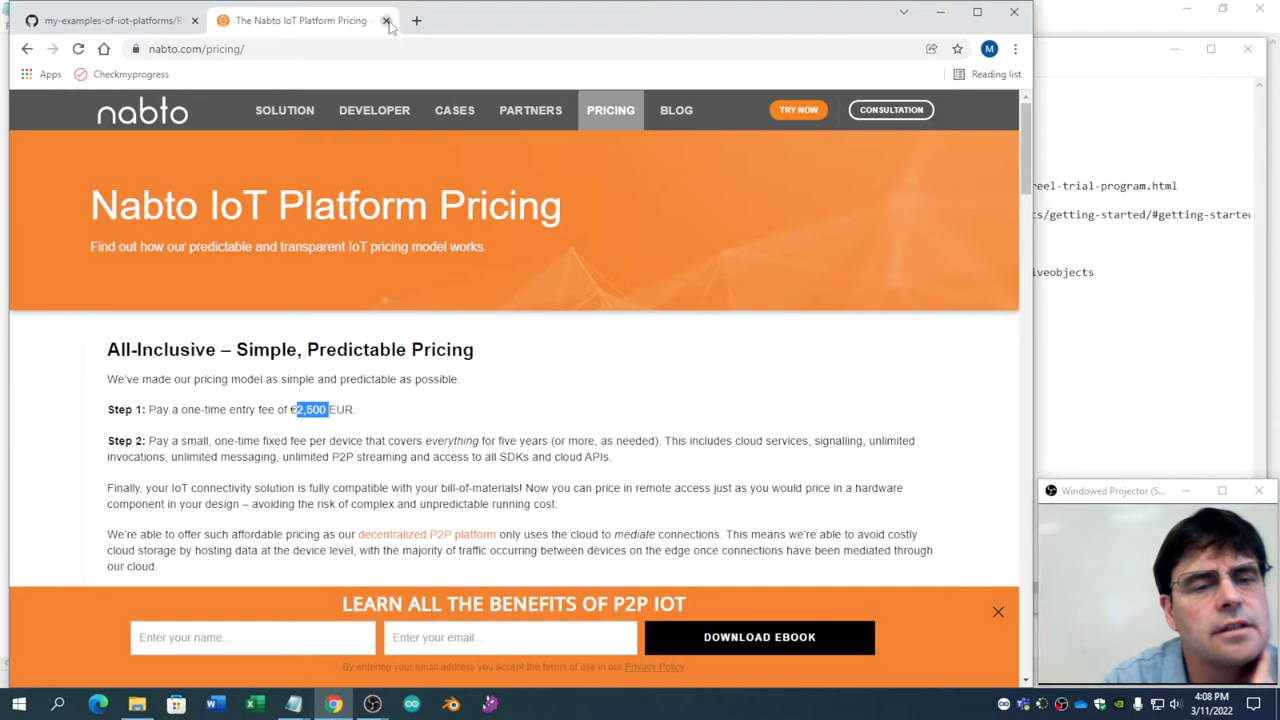 my-examples-of-iot-platforms/R
The Nabto IoT Platform Pricing -
nabto.com/pricing/
M
Apps
Checkmyprogress
Reading list
nabto
SOLUTION
DEVELOPER
CASES
PARTNERS
PRICING
BLOG
TRY NOW
CONSULTATION
Nabto IoT Platform Pricing
Find out how our predictable and transparent IoT pricing model works.
reel-trial-program.html
ts/getting-started/#getting-started
iveobjects
All-Inclusive – Simple, Predictable Pricing
We've made our pricing model as simple and predictable as possible.
Step 1: Pay a one-time entry fee of €2,500 EUR.
Step 2: Pay a small, one-time fixed fee per device that covers everything for five years (or more, as needed). This includes cloud services, signalling, unlimited
invocations, unlimited messaging, unlimited P2P streaming and access to all SDKs and cloud APIs.
Finally, your IoT connectivity solution is fully compatible with your bill-of-materials! Now you can price in remote access just as you would price in a hardware
component in your design – avoiding the risk of complex and unpredictable running cost.
We're able to offer such affordable pricing as our decentralized P2P platform only uses the cloud to mediate connections. This means we're able to avoid costly
cloud storage by hosting data at the device level, with the majority of traffic occurring between devices on the edge once connections have been mediated through
our cloud.
Windowed Projector (S...
LEARN ALL THE BENEFITS OF P2P IOT
Enter your name...
Enter your email...
DOWNLOAD EBOOK
By entering your email address you accept the terms of use in our Privacy Policy.
4:08 PM
3/11/2022